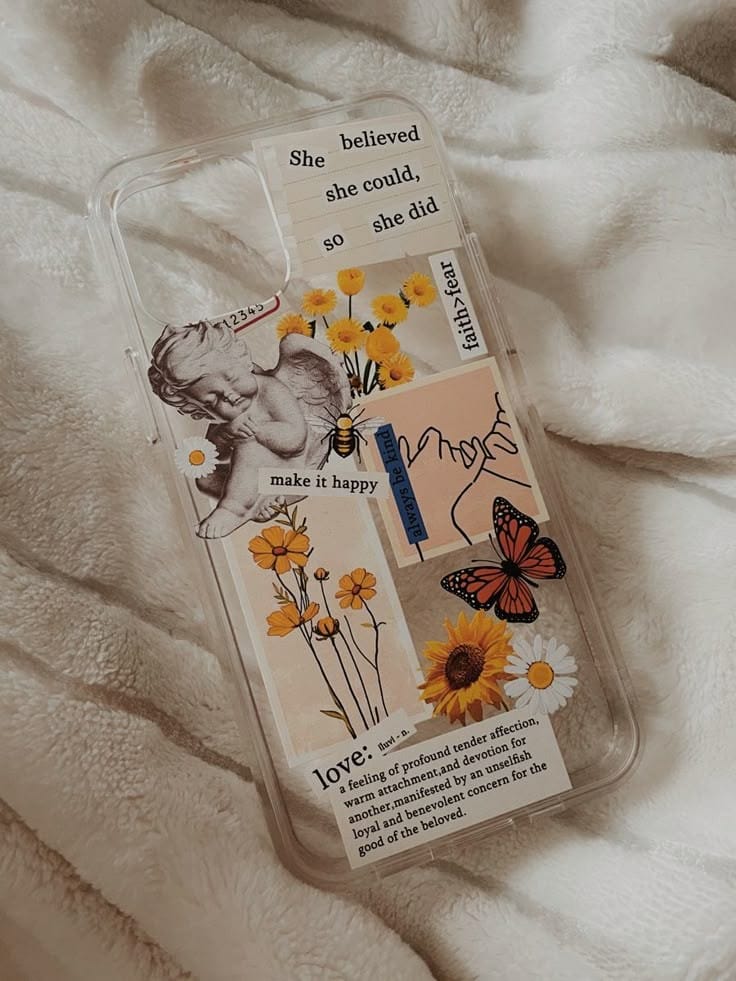 She believed
she could,
so she did
faith>fear
12345
make it happy
always be kind
love: |luvl - n.
a feeling of profound tender affection,
warm attachment,and devotion for
another,manifested by an unselfish
loyal and benevolent concern for the
good of the beloved.